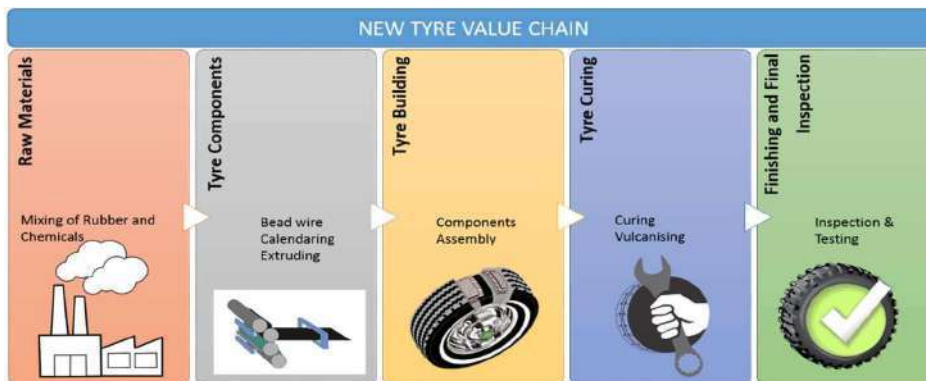 NEW TYRE VALUE CHAIN
Raw Materials
Mixing of Rubber and
Chemicals
Tyre Components
Bead wire
Calendaring
Extruding
Tyre Building
Components
Assembly
Tyre Curing
Curing
Vulcanising
Finishing and Final
Inspection
Inspection &
Testing